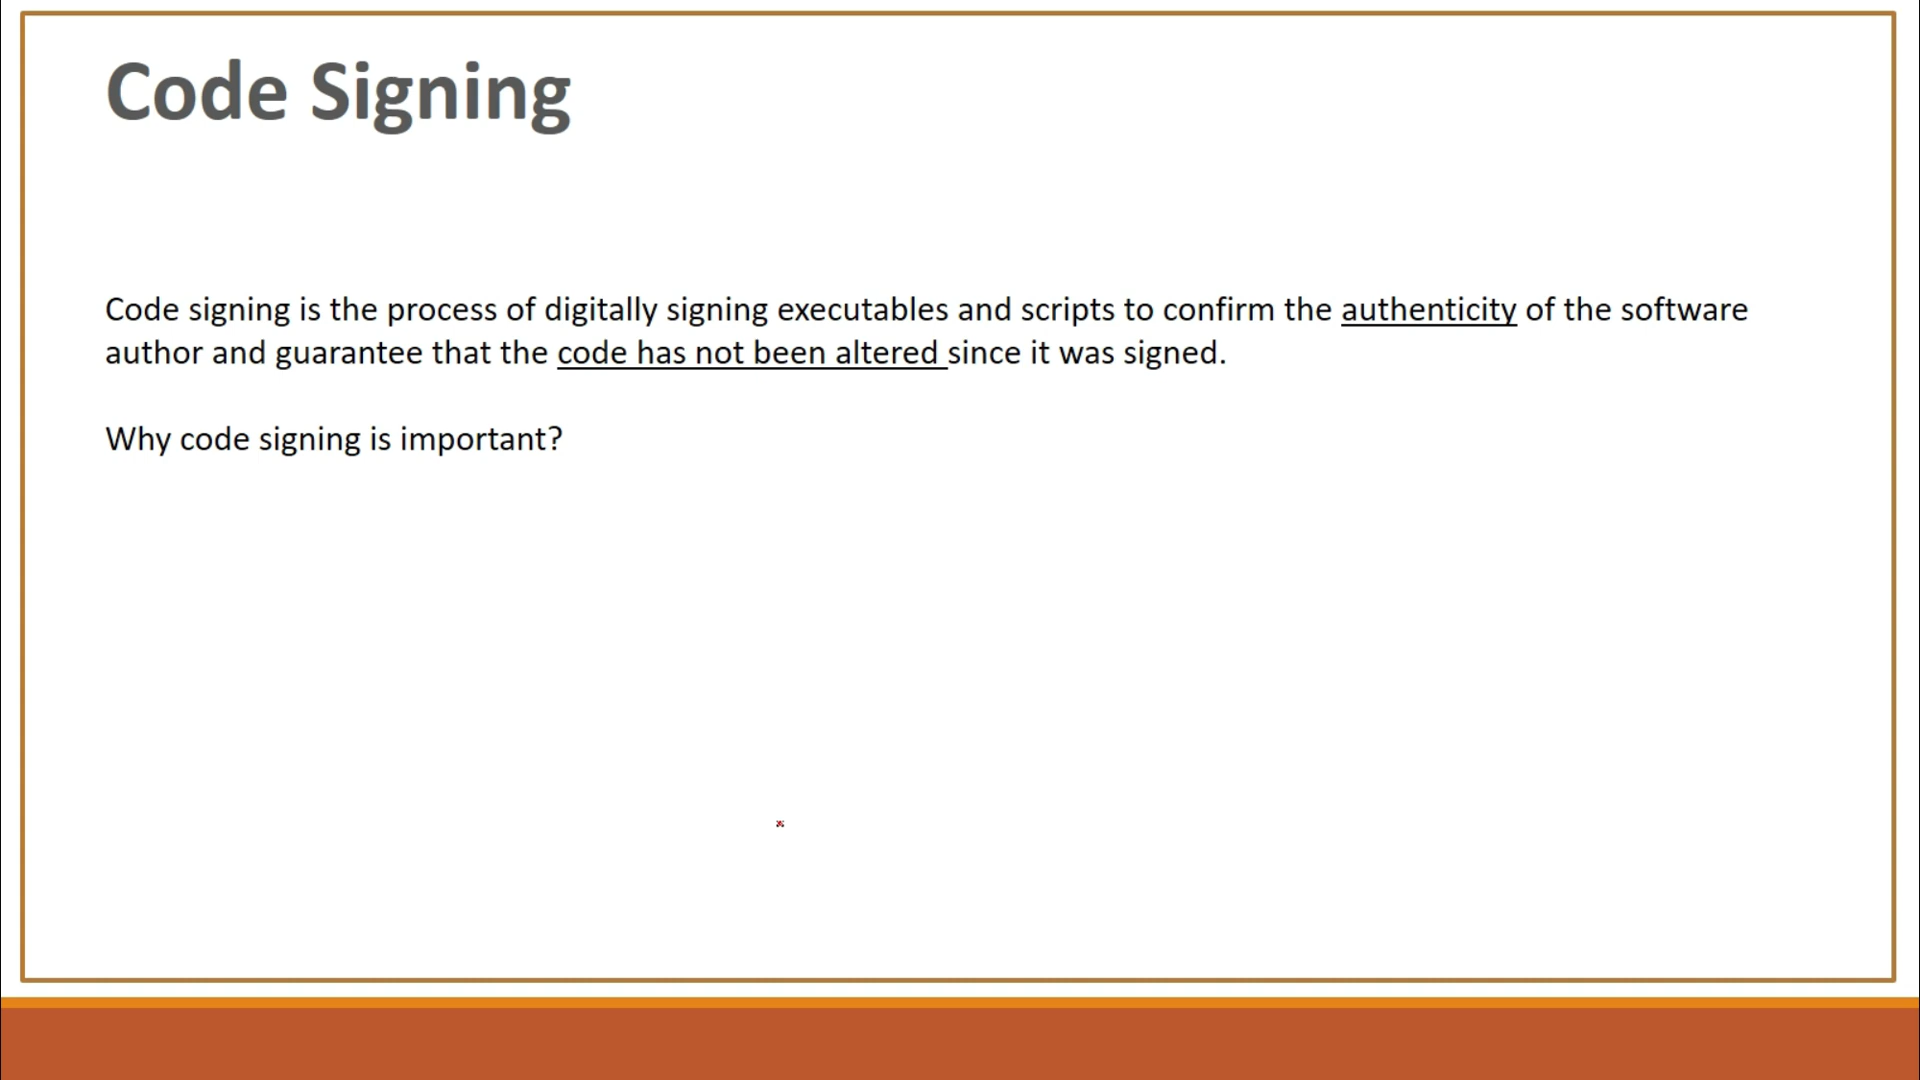 Code Signing
Code signing is the process of digitally signing executables and scripts to confirm the authenticity of the software
author and guarantee that the code has not been altered since it was signed.
Why code signing is important?